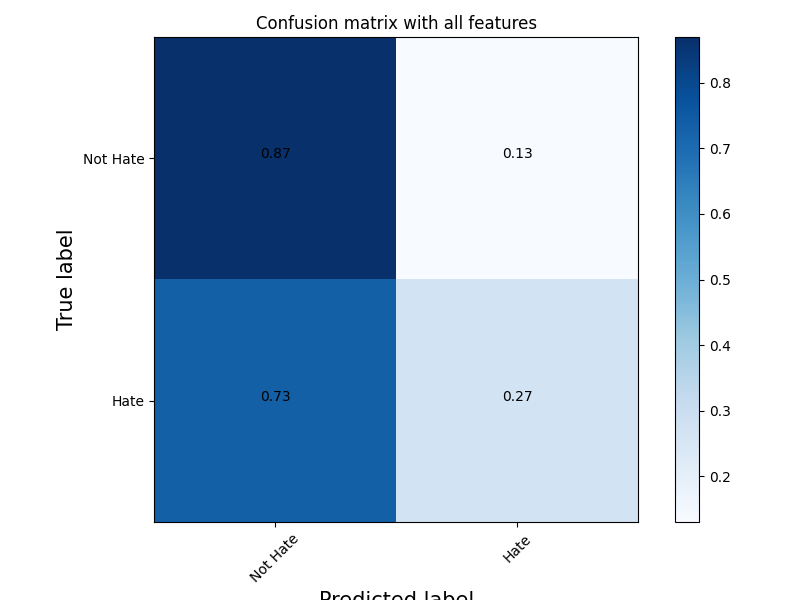 Confusion matrix with all features
True label
Not Hate
0.87
0.13
Hate
0.73
0.27
Not Hate
Hate
Predicted label
0.8
0.7
0.6
0.5
0.4
0.3
0.2